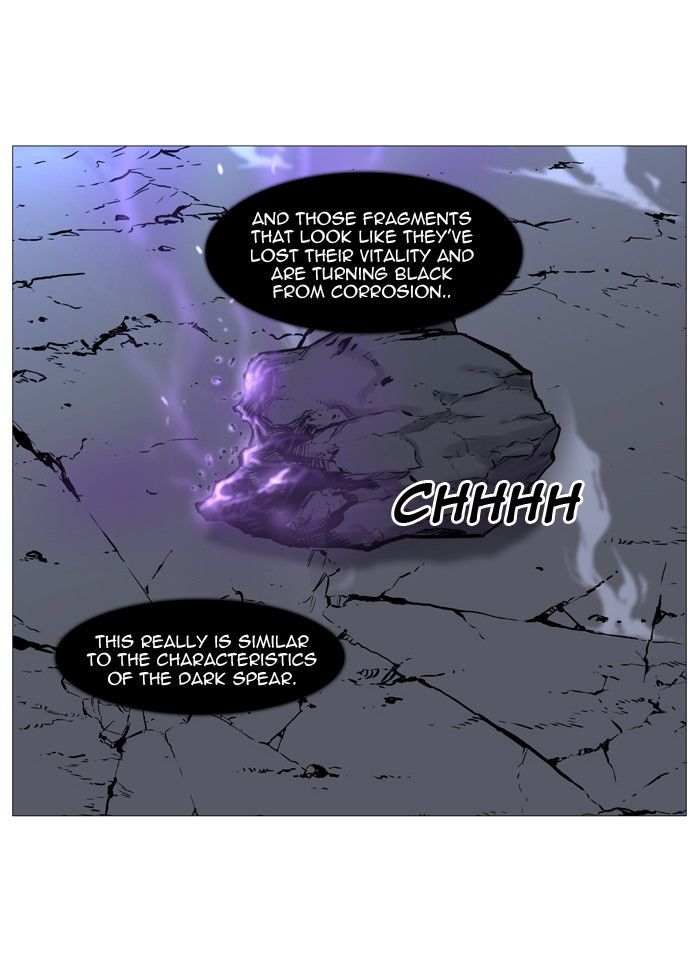 AND THOSE FRAGMENTS
THAT LOOK LIKE THEY'VE
LOST THEIR VITALITY AND
ARE TURNING BLACK
FROM CORROSION..
CHHHH
THIS REALLY IS SIMILAR
TO THE CHARACTERISTICS
OF THE DARK SPEAR.